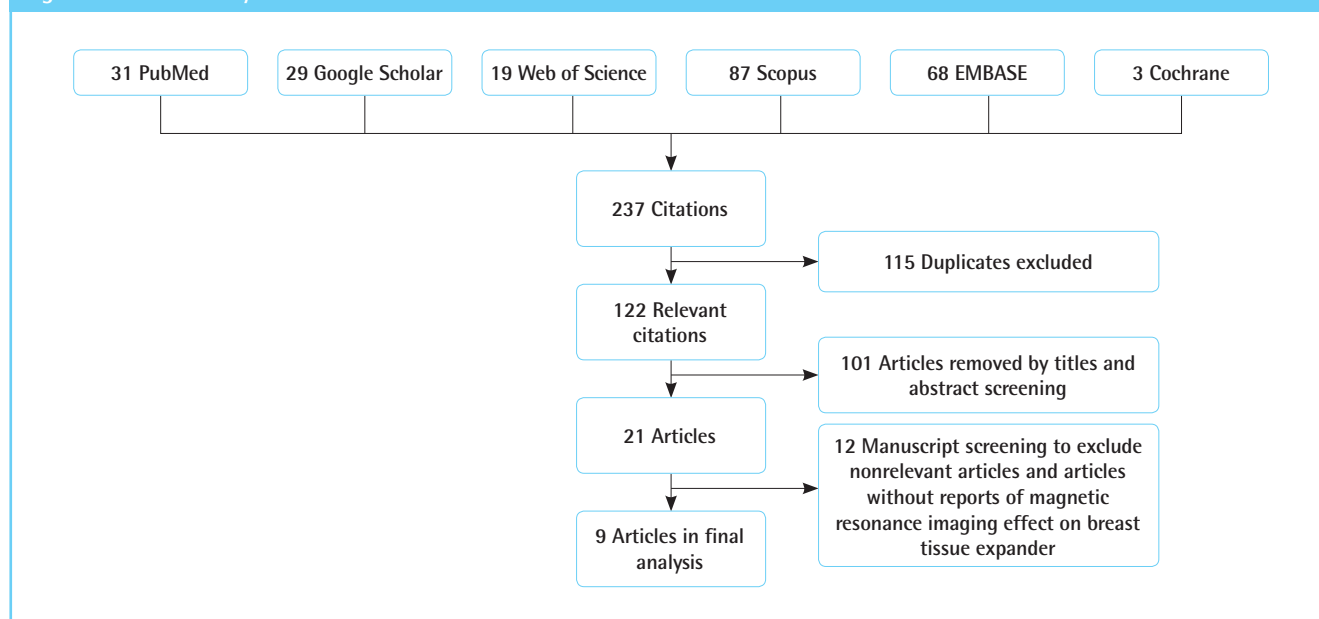 31 PubMed
29 Google Scholar
19 Web of Science
87 Scopus
68 EMBASE
3 Cochrane
237 Citations
115 Duplicates excluded
122 Relevant
citations
101 Articles removed by titles and
abstract screening
21 Articles
12 Manuscript screening to exclude
nonrelevant articles and articles
without reports of magnetic
resonance imaging effect on breast
tissue expander
9 Articles in final
analysis